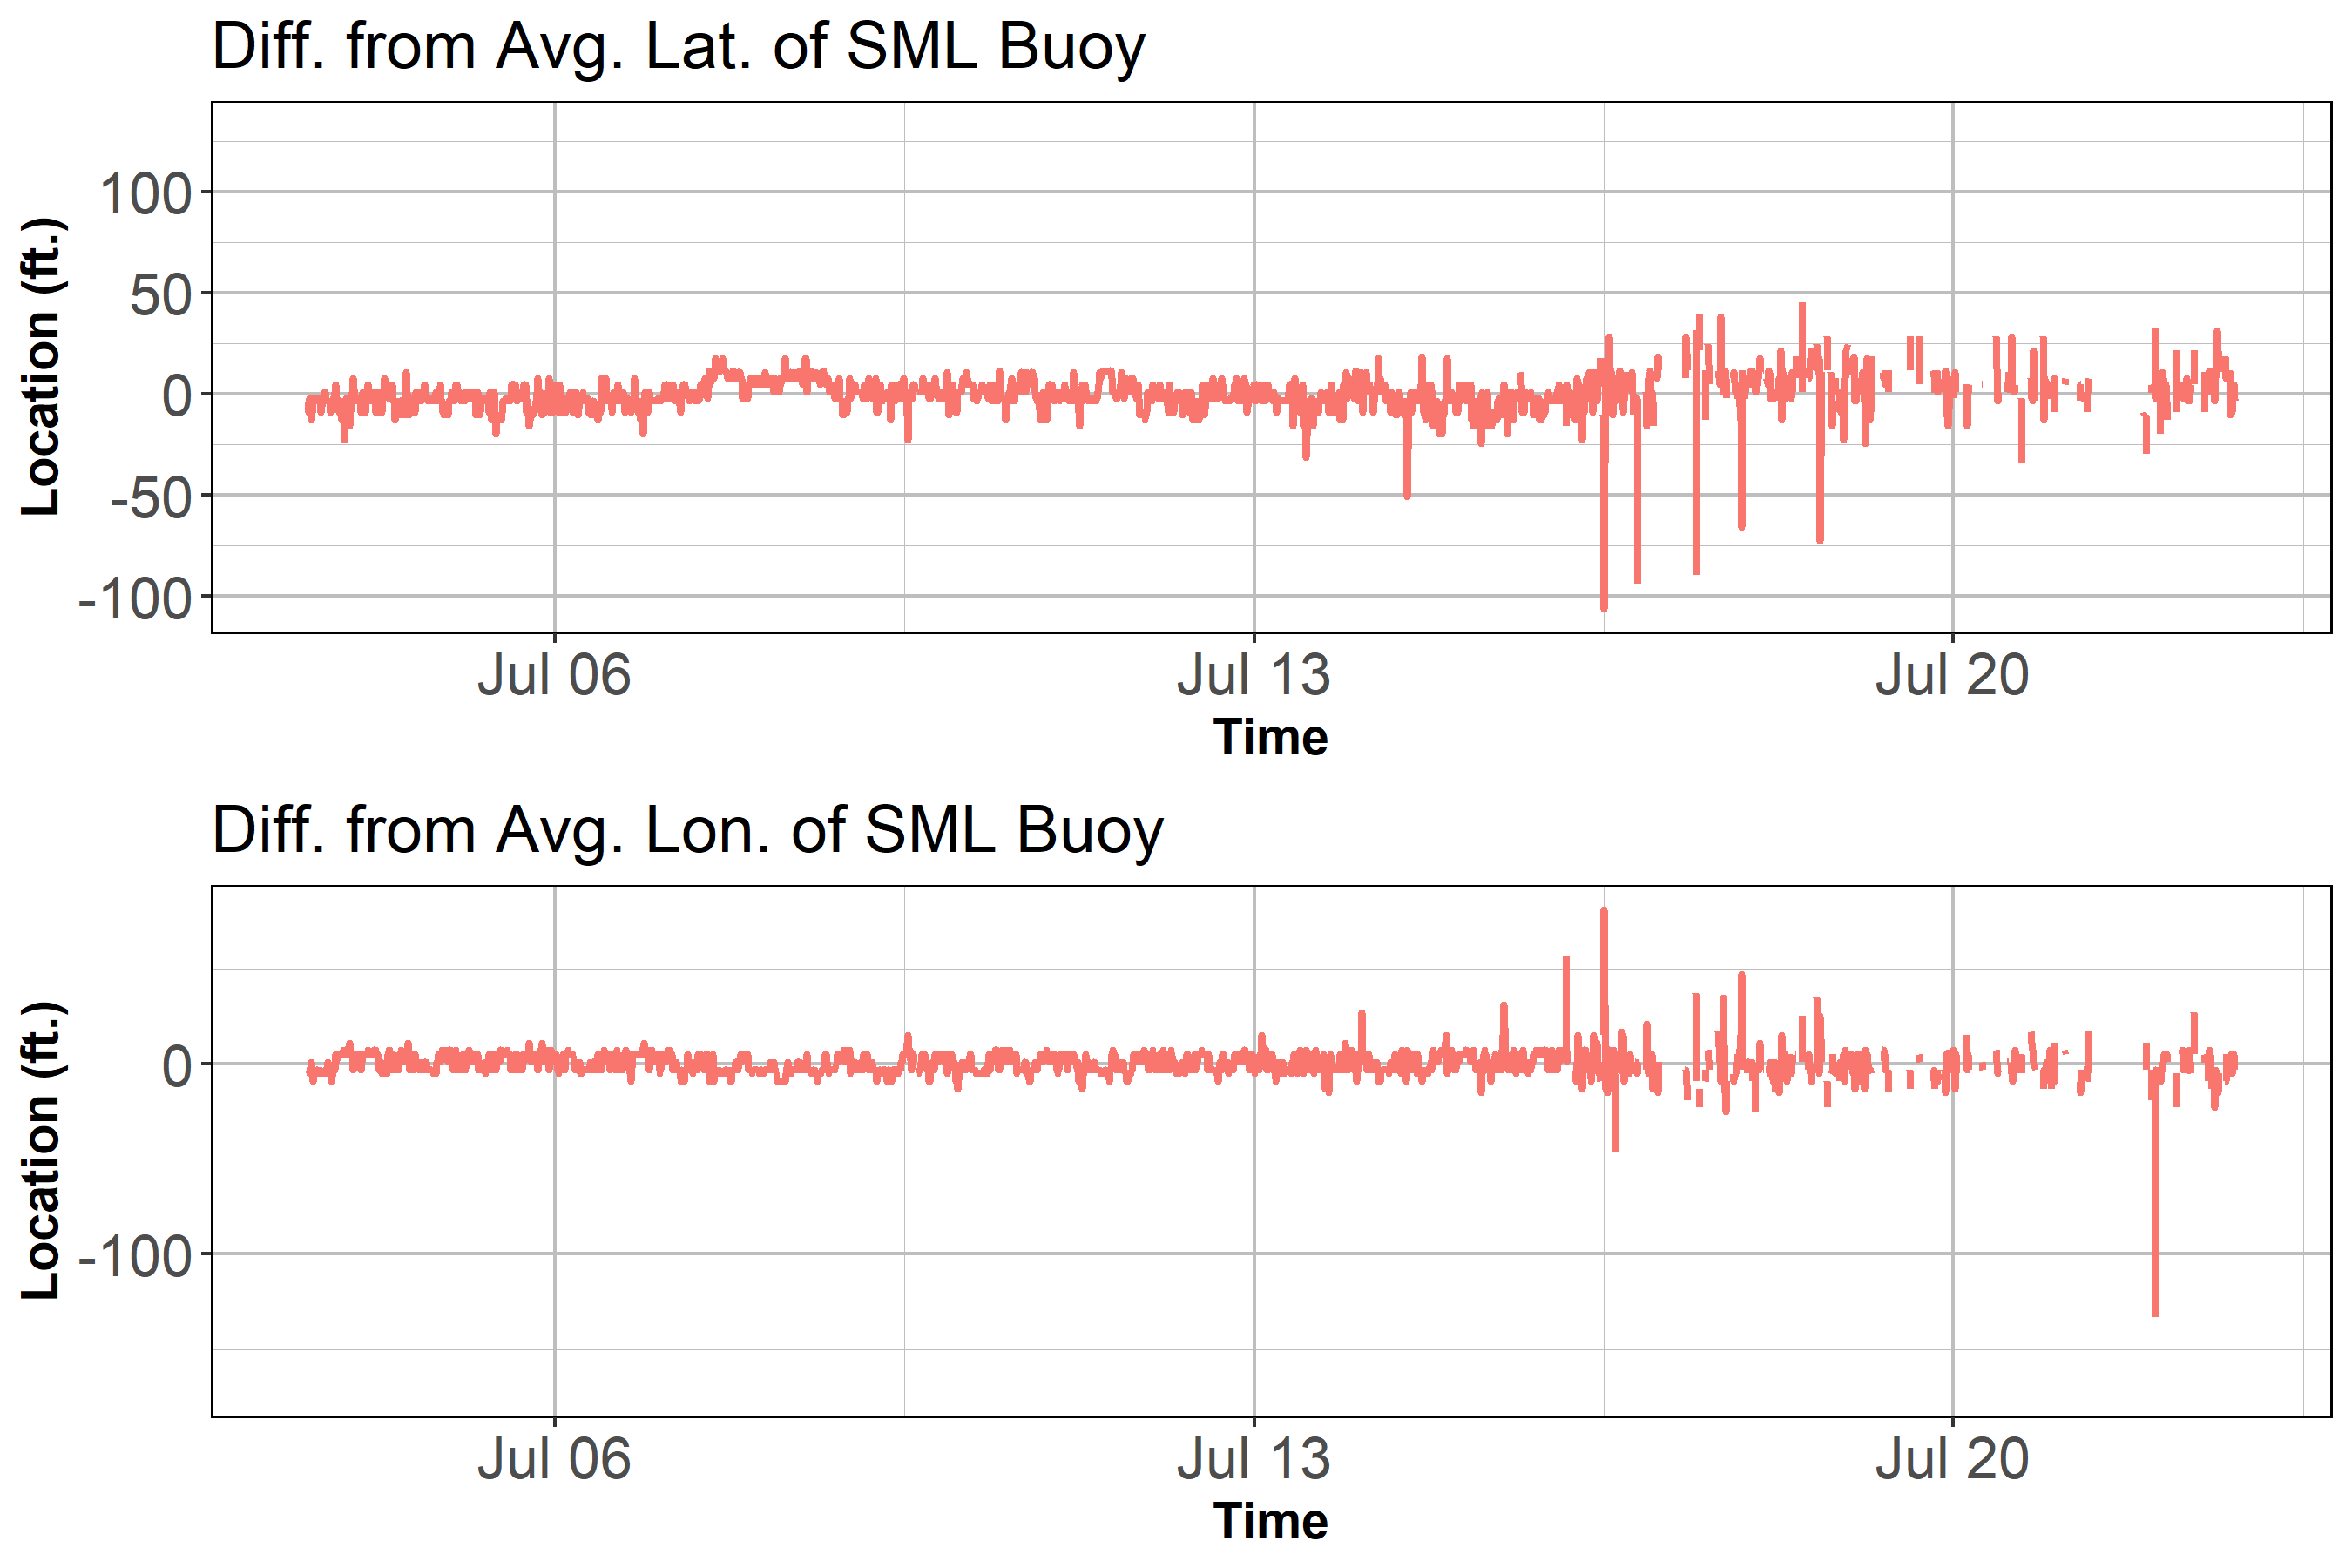 Diff. from Avg. Lat. of SML Buoy
Location (ft.)
100
50
0
-50
-100
Jul 06 Jul 13 Jul 20
Time
Diff. from Avg. Lon. of SML Buoy
Location (ft.)
0
-100
Jul 06 Jul 13 Jul 20
Time